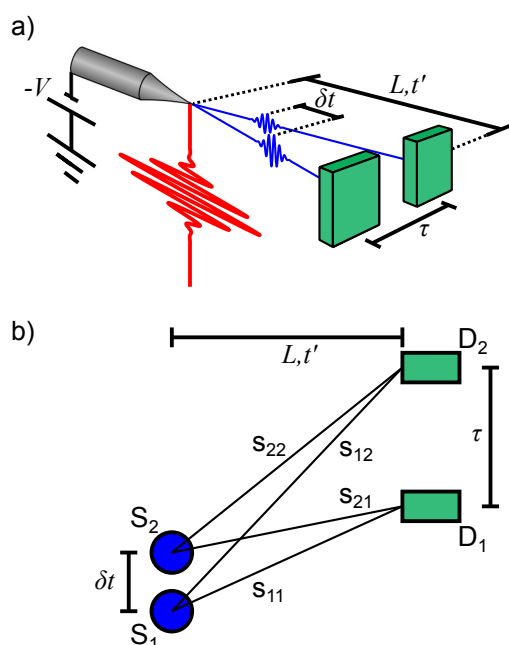 a)
-V
L,t'
δt
τ
b)
L,t'
D₂
s₂₂
s₁₂
τ
s₂₁
S₂
D₁
δt
s₁₁
S₁